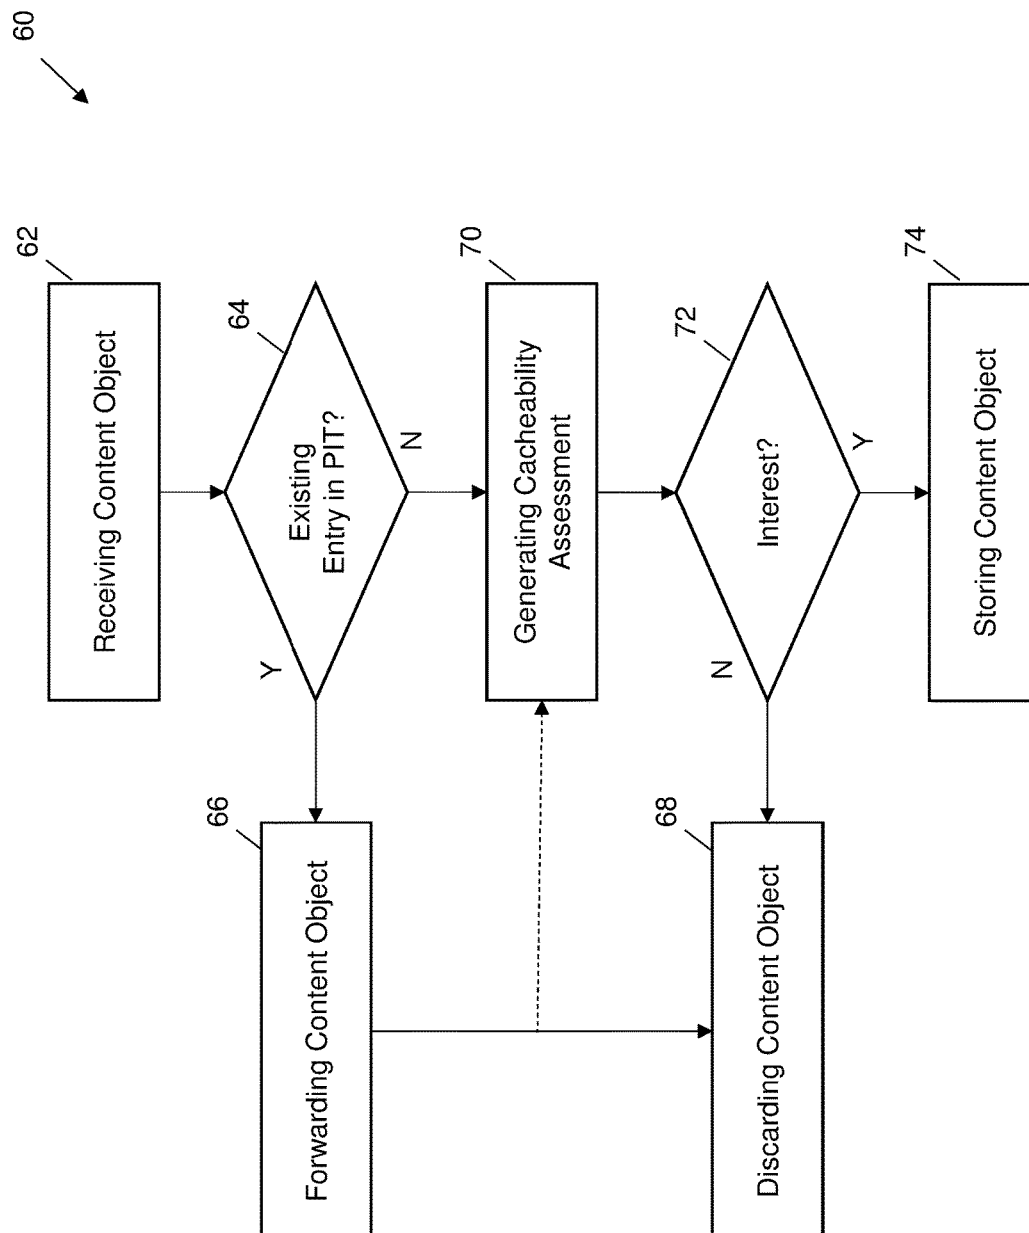 60
62
Receiving Content Object
64
Existing
Entry in PIT?
Y
N
66
Forwarding Content Object
70
Generating Cacheability
Assessment
72
Interest?
N
Y
68
Discarding Content Object
74
Storing Content Object